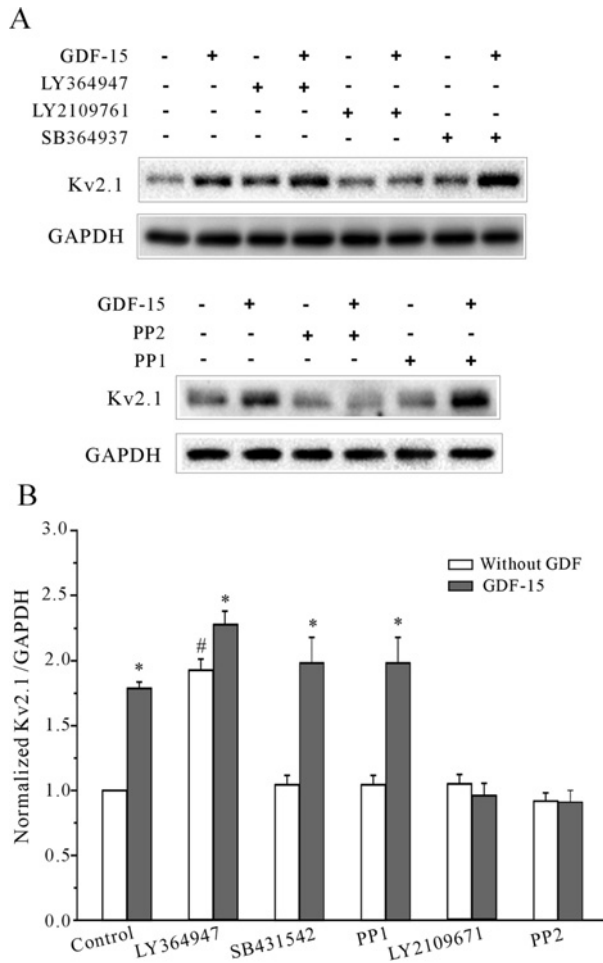 A
GDF-15 - + - + - + - +
LY364947 - - + + - - - -
LY2109761 - - - - + + - -
SB364937 - - - - - - + +
Kv2.1
GAPDH
GDF-15 - + - + - +
PP2 - - + + - -
PP1 - - - - + +
Kv2.1
GAPDH
B
Normalized Kv2.1/GAPDH
3.0
2.5
2.0
1.5
1.0
0.5
0.0
Without GDF
GDF-15
* # * * *
Control LY364947 SB431542 PP1 LY2109671 PP2